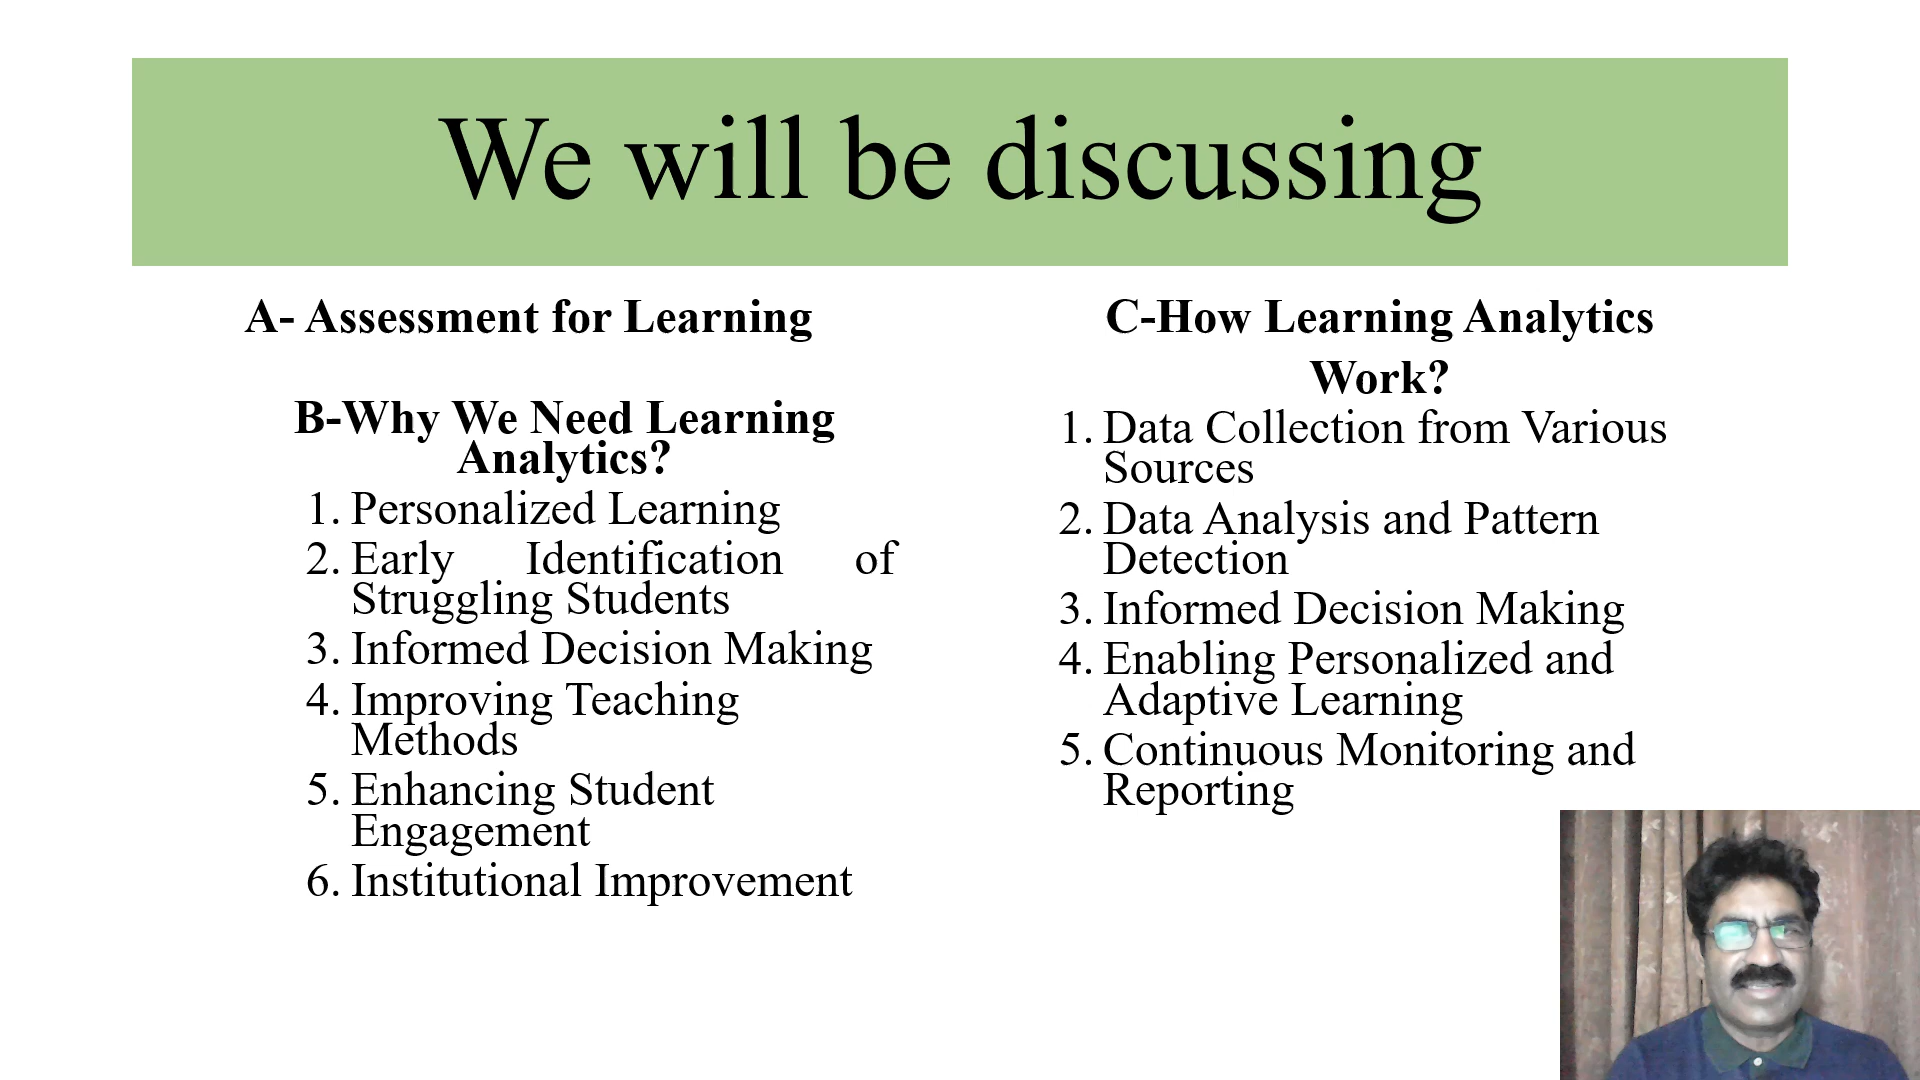 We will be discussing
A- Assessment for Learning
B-Why We Need Learning
Analytics?
1. Personalized Learning
2. Early Identification of
Struggling Students
3. Informed Decision Making
4. Improving Teaching
Methods
5. Enhancing Student
Engagement
6. Institutional Improvement
C-How Learning Analytics
Work?
1. Data Collection from Various
Sources
2. Data Analysis and Pattern
Detection
3. Informed Decision Making
4. Enabling Personalized and
Adaptive Learning
5. Continuous Monitoring and
Reporting